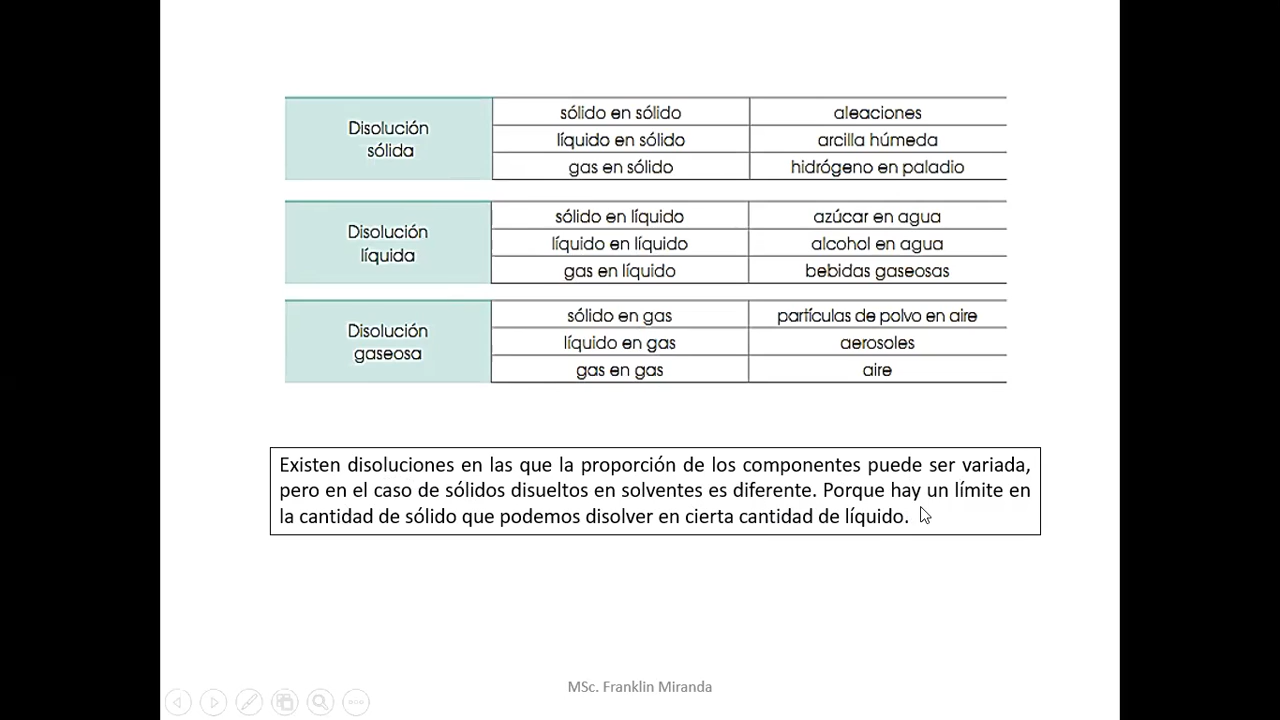 Disolución
sólida
sólido en sólido
aleaciones
líquido en sólido
arcilla húmeda
gas en sólido
hidrógeno en paladio
Disolución
líquida
sólido en líquido
azúcar en agua
líquido en líquido
alcohol en agua
gas en líquido
bebidas gaseosas
Disolución
gaseosa
sólido en gas
partículas de polvo en aire
líquido en gas
aerosoles
gas en gas
aire
Existen disoluciones en las que la proporción de los componentes puede ser variada,
pero en el caso de sólidos disueltos en solventes es diferente. Porque hay un límite en
la cantidad de sólido que podemos disolver en cierta cantidad de líquido.
MSc. Franklin Miranda